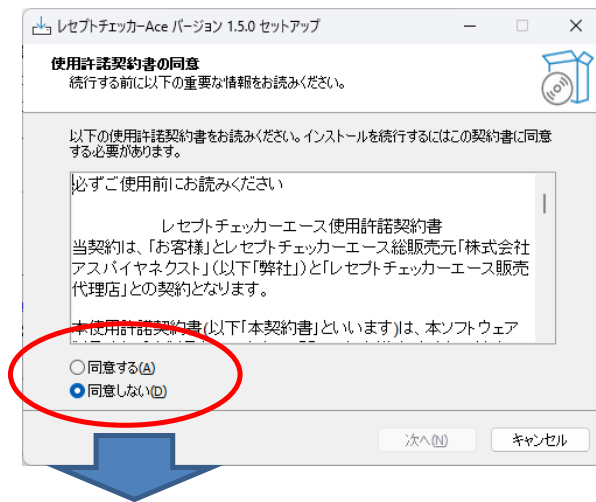 レセプトチェッカーAce バージョン 1.5.0 セットアップ
使用許諾契約書の同意
続行する前に以下の重要な情報をお読みください。
以下の使用許諾契約書をお読みください。インストールを続行するにはこの契約書に同意
する必要があります。
必ずご使用前にお読みください
レセプトチェッカーエース使用許諾契約書
当契約は、「お客様」とレセプトチェッカーエース総販売元「株式会社
アスパイヤネクスト」(以下「弊社」)と「レセプトチェッカーエース販売
代理店」との契約となります。
本使用許諾契約書(以下「本契約書」といいます)は、本ソフトウェア
同意する(A)
同意しない(D)
次へ(N)
キャンセル